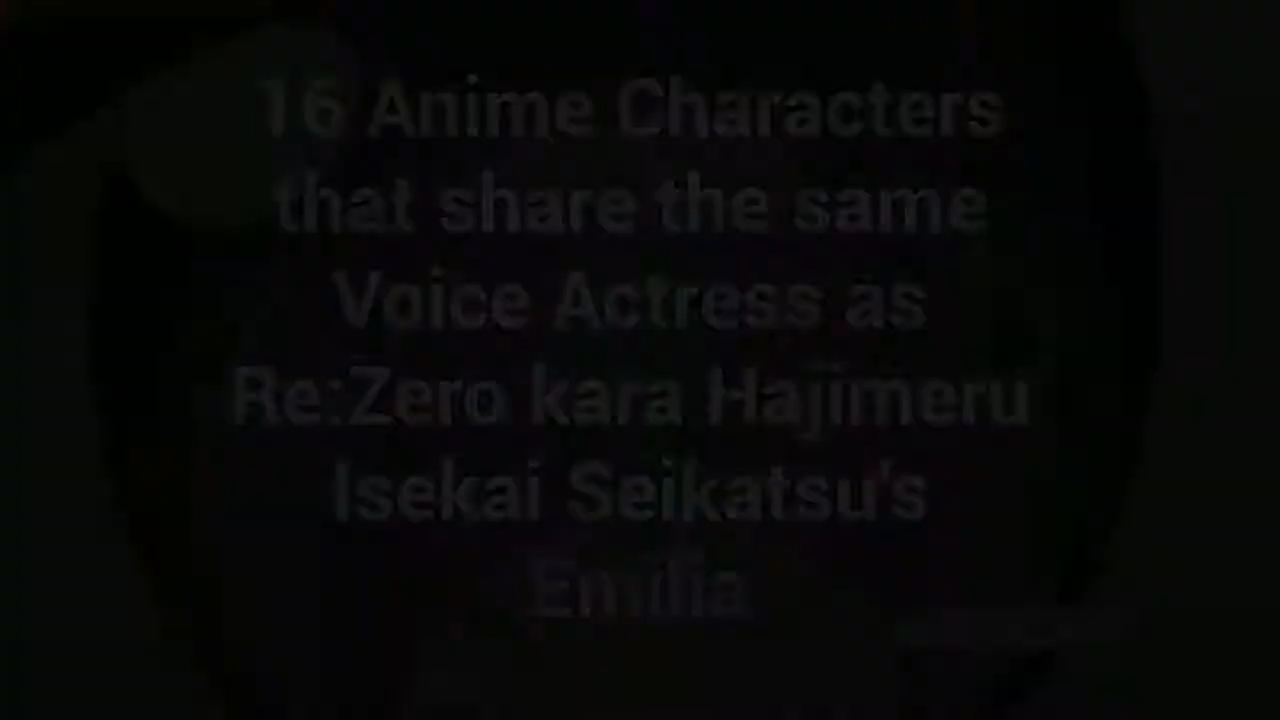 16 Anime Characters
that share the same
Voice Actress as
Re:Zero kara Hajimeru
Isekai Seikatsu's
Emilia